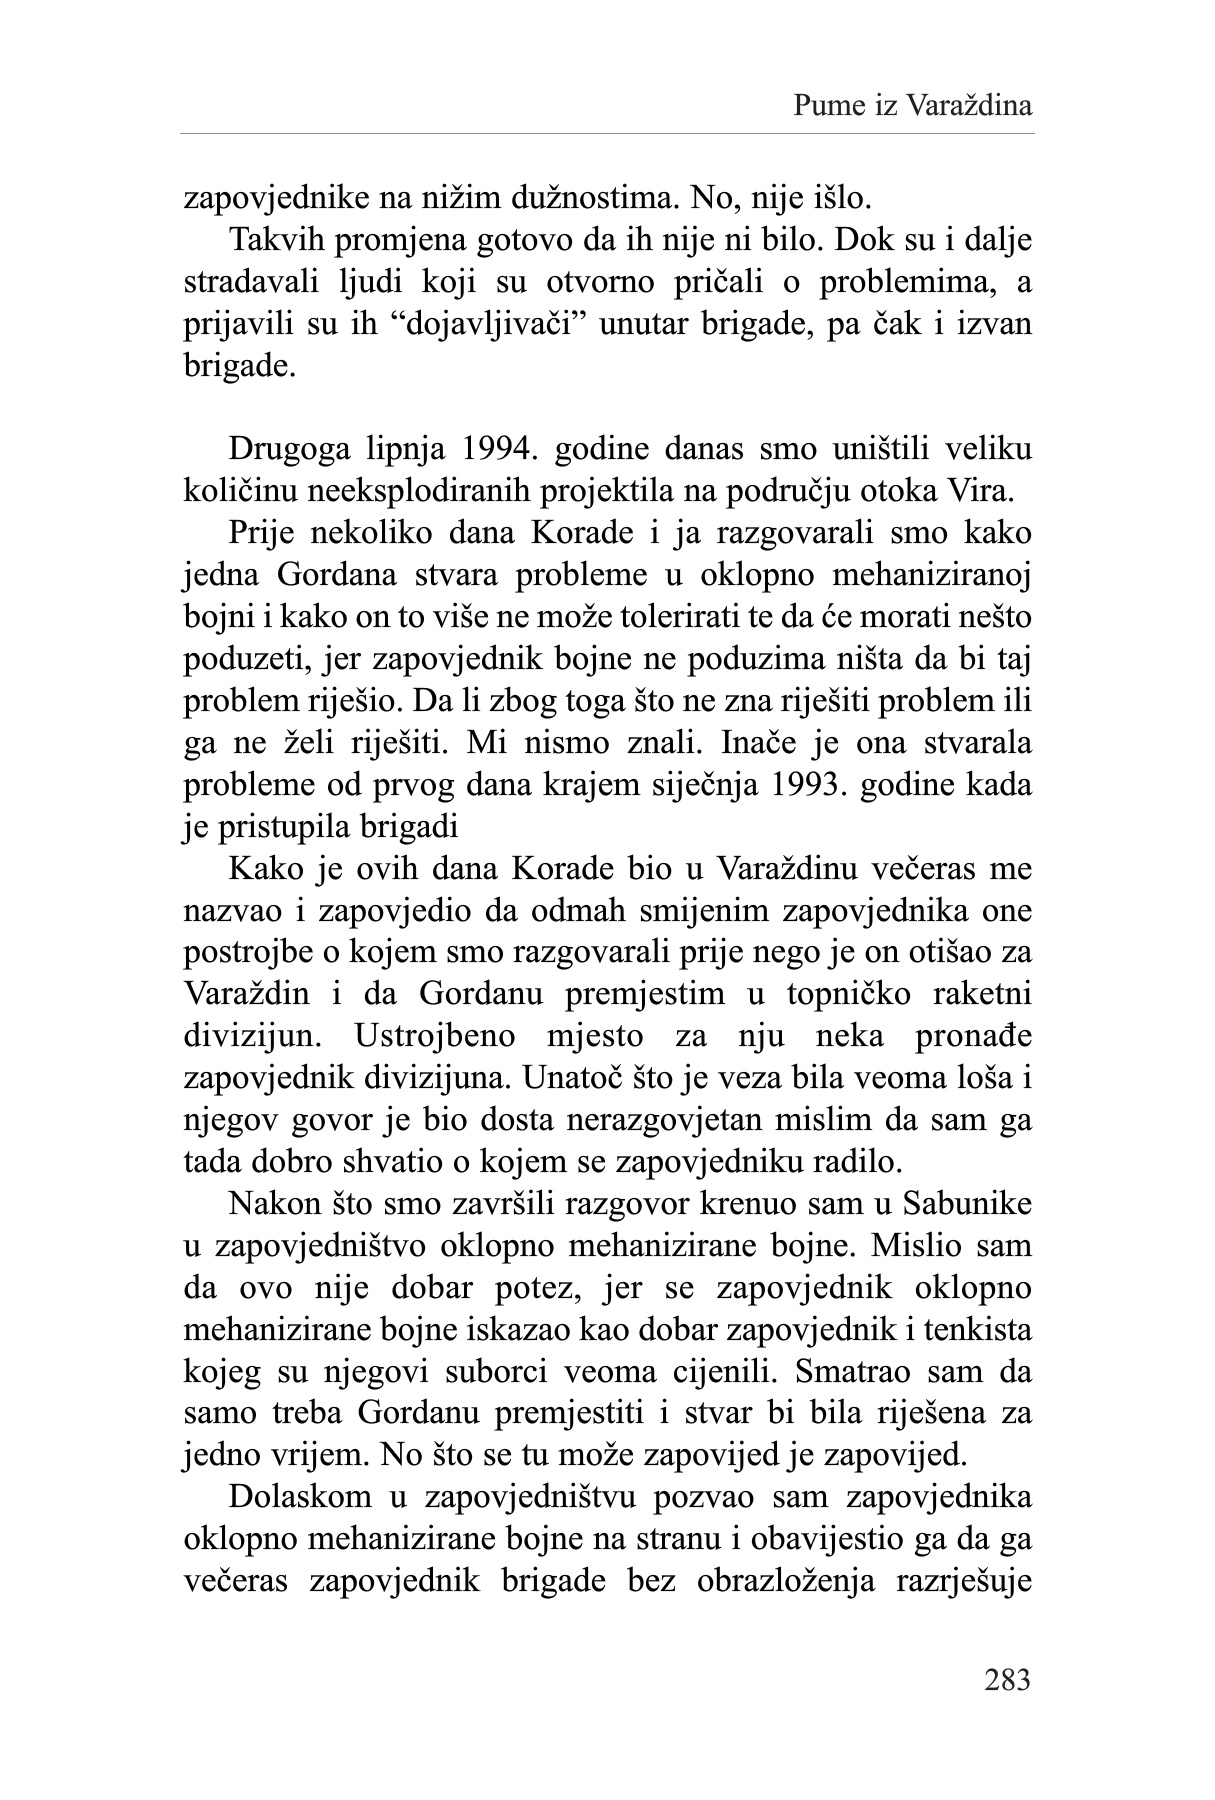 Pume iz Varaždina
zapovjednike na nižim dužnostima. No, nije išlo.
Takvih promjena gotovo da ih nije ni bilo. Dok su i dalje
stradavali ljudi koji su otvorno pričali o problemima, a
prijavili su ih “dojavljivači” unutar brigade, pa čak i izvan
brigade.
Drugoga lipnja 1994. godine danas smo uništili veliku
količinu neeksplodiranih projektila na području otoka Vira.
Prije nekoliko dana Korade i ja razgovarali smo kako
jedna Gordana stvara probleme u oklopno mehaniziranoj
bojni i kako on to više ne može tolerirati te da će morati nešto
poduzeti, jer zapovjednik bojne ne poduzima ništa da bi taj
problem riješio. Da li zbog toga što ne zna riješiti problem ili
ga ne želi riješiti. Mi nismo znali. Inače je ona stvarala
probleme od prvog dana krajem siječnja 1993. godine kada
je pristupila brigadi
Kako je ovih dana Korade bio u Varaždinu večeras me
nazvao i zapovjedio da odmah smijenim zapovjednika one
postrojbe o kojem smo razgovarali prije nego je on otišao za
Varaždin i da Gordanu premjestim u topničko raketni
divizijun. Ustrojbeno mjesto za nju neka pronađe
zapovjednik divizijuna. Unatoč što je veza bila veoma loša i
njegov govor je bio dosta nerazgovjetan mislim da sam ga
tada dobro shvatio o kojem se zapovjedniku radilo.
Nakon što smo završili razgovor krenuo sam u Sabunike
u zapovjedništvo oklopno mehanizirane bojne. Mislio sam
da ovo nije dobar potez, jer se zapovjednik oklopno
mehanizirane bojne iskazao kao dobar zapovjednik i tenkista
kojeg su njegovi suborci veoma cijenili. Smatrao sam da
samo treba Gordanu premjestiti i stvar bi bila riješena za
jedno vrijem. No što se tu može zapovijed je zapovijed.
Dolaskom u zapovjedništvu pozvao sam zapovjednika
oklopno mehanizirane bojne na stranu i obavijestio ga da ga
večeras zapovjednik brigade bez obrazloženja razrješuje
283